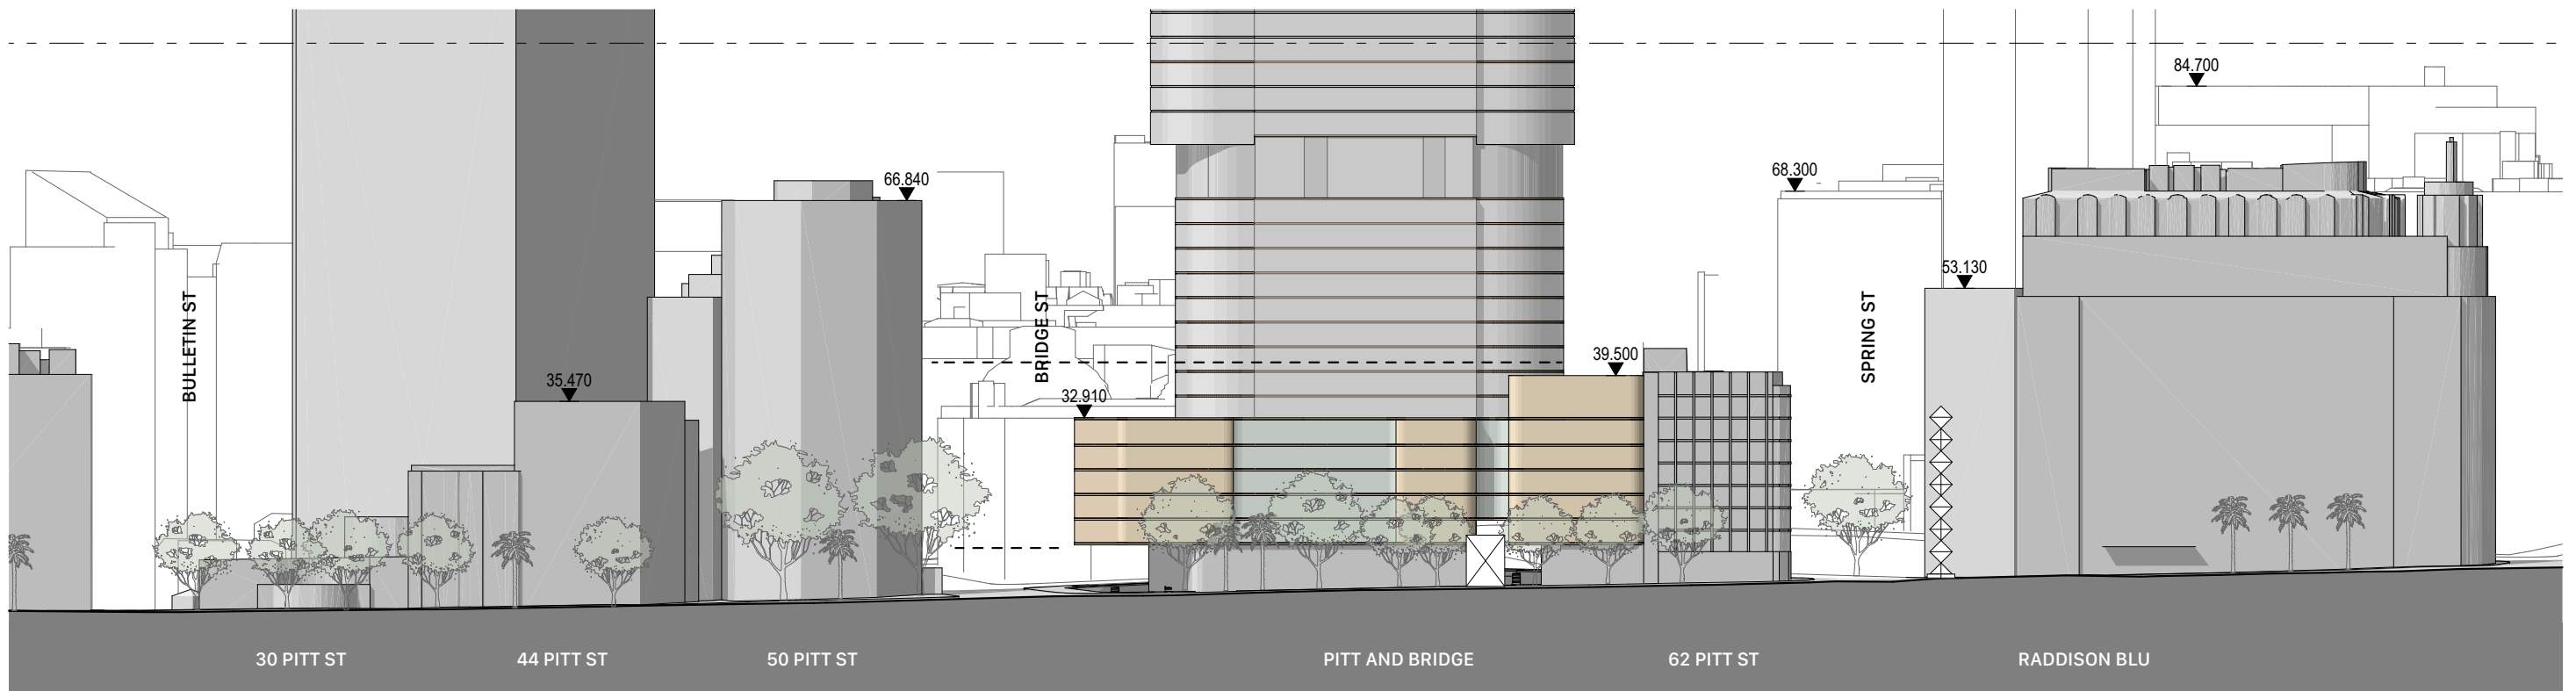 84.700
66.840
68.300
53.130
BULLETIN ST
BRIDGE ST
SPRING ST
39.500
35.470
32.910
30 PITT ST
44 PITT ST
50 PITT ST
PITT AND BRIDGE
62 PITT ST
RADDISON BLU